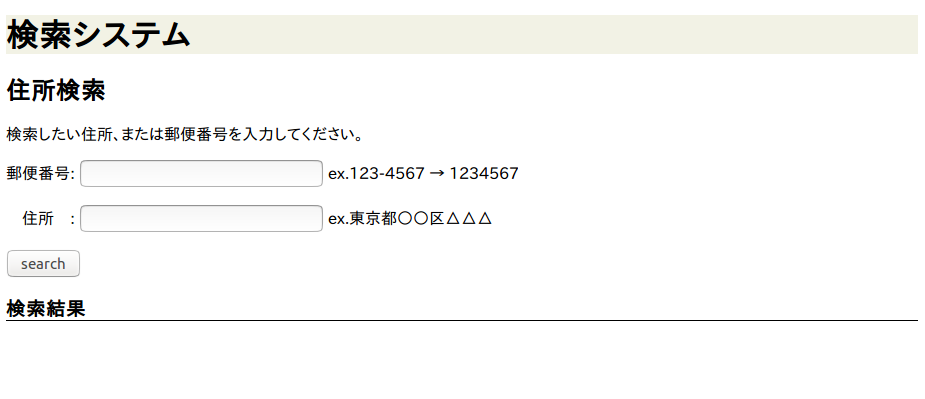 検索システム
住所検索
検索したい住所、または郵便番号を入力してください。
郵便番号: ex.123-4567 → 1234567
住所 : ex.東京都〇〇区△△△
search
検索結果